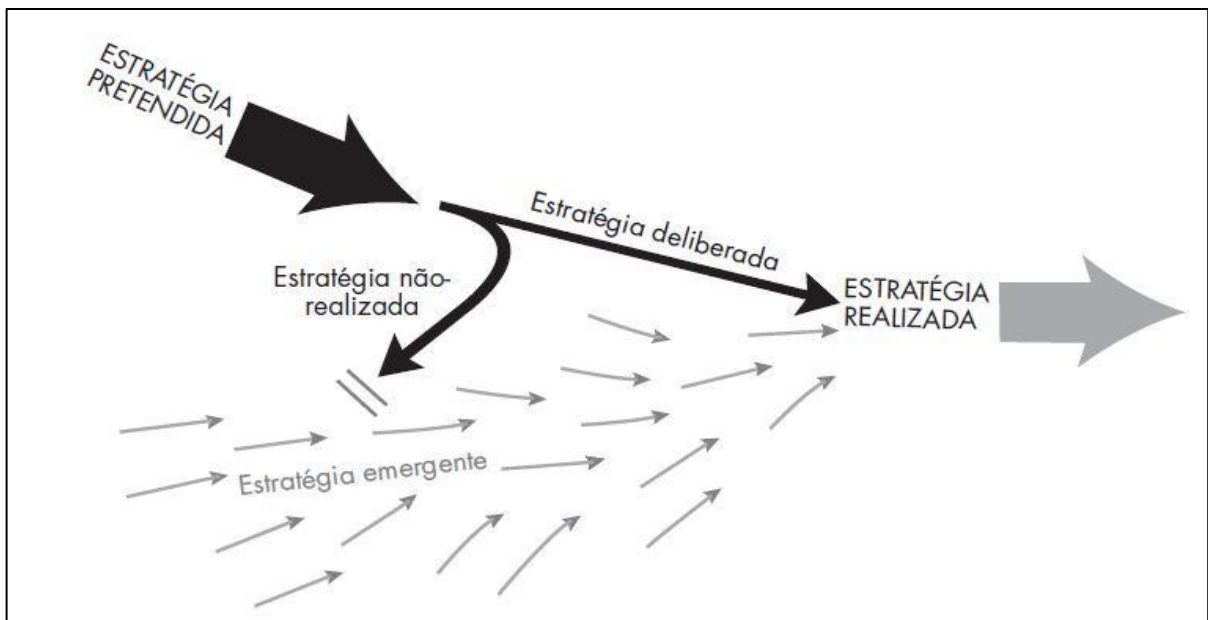 ESTRATÉGIA
PRETENDIDA
Estratégia deliberada
Estratégia não-
realizada
ESTRATÉGIA
REALIZADA
Estratégia emergente